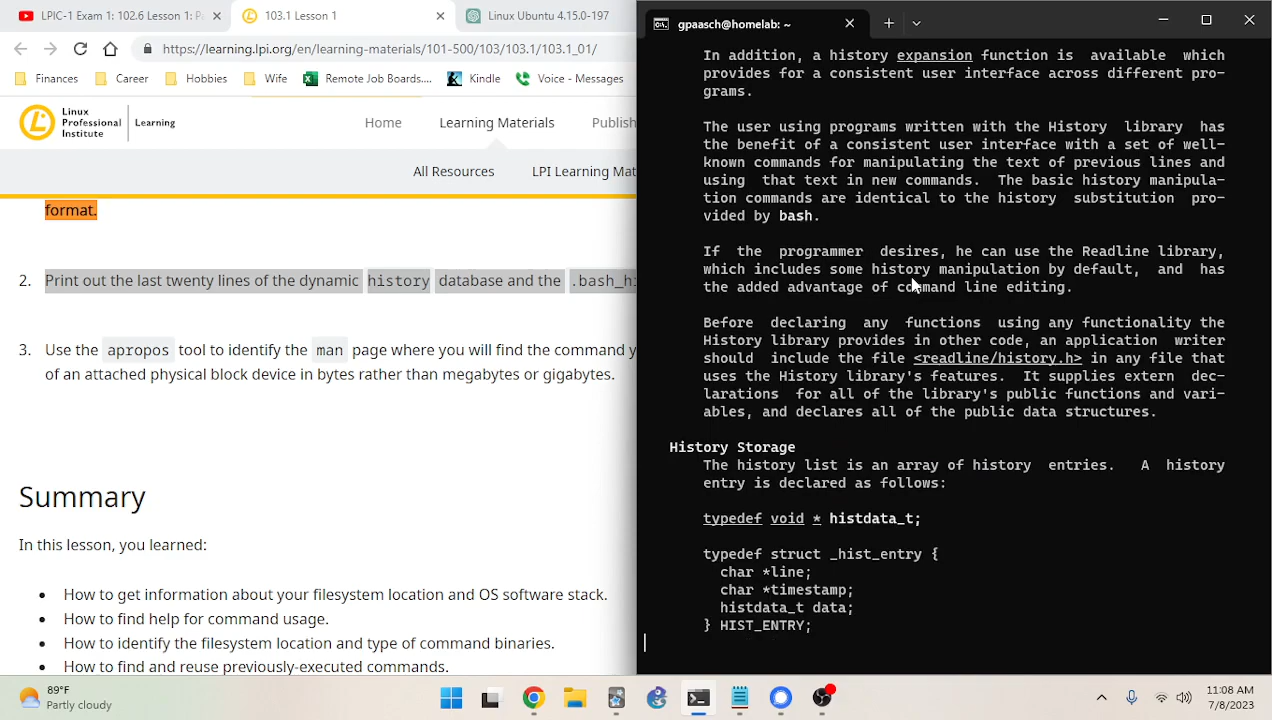 LPIC-1 Exam 1: 102.6 Lesson 1: P
103.1 Lesson 1
Linux Ubuntu 4.15.0-197
https://learning.lpi.org/en/learning-materials/101-500/103/103.1/103.1_01/
Finances
Career
Hobbies
Wife
Remote Job Boards....
Kindle
Voice - Messages
Linux
Professional
Institute
Learning
Home
Learning Materials
Publish
All Resources
LPI Learning Mat
format.
2. Print out the last twenty lines of the dynamic history database and the .bash_hi
3. Use the apropos tool to identify the man page where you will find the command y
of an attached physical block device in bytes rather than megabytes or gigabytes.
Summary
In this lesson, you learned:
• How to get information about your filesystem location and OS software stack.
• How to find help for command usage.
• How to identify the filesystem location and type of command binaries.
• How to find and reuse previously-executed commands.
gpaasch@homelab: ~
In addition, a history expansion function is available which
provides for a consistent user interface across different pro-
grams.
The user using programs written with the History library has
the benefit of a consistent user interface with a set of well-
known commands for manipulating the text of previous lines and
using that text in new commands. The basic history manipula-
tion commands are identical to the history substitution pro-
vided by bash.
If the programmer desires, he can use the Readline library,
which includes some history manipulation by default, and has
the added advantage of command line editing.
Before declaring any functions using any functionality the
History library provides in other code, an application writer
should include the file <readline/history.h> in any file that
uses the History library's features. It supplies extern dec-
larations for all of the library's public functions and vari-
ables, and declares all of the public data structures.
History Storage
The history list is an array of history entries. A history
entry is declared as follows:
typedef void * histdata_t;
typedef struct _hist_entry {
char *line;
char *timestamp;
histdata_t data;
} HIST_ENTRY;
89°F
Partly cloudy
11:08 AM
7/8/2023